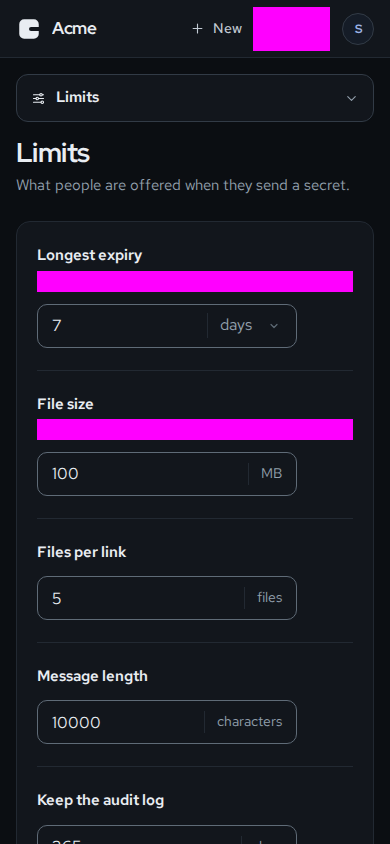 Acme
New
S
Limits
Limits
What people are offered when they send a secret.
Longest expiry
7 days
File size
100 MB
Files per link
5 files
Message length
10000 characters
Keep the audit log